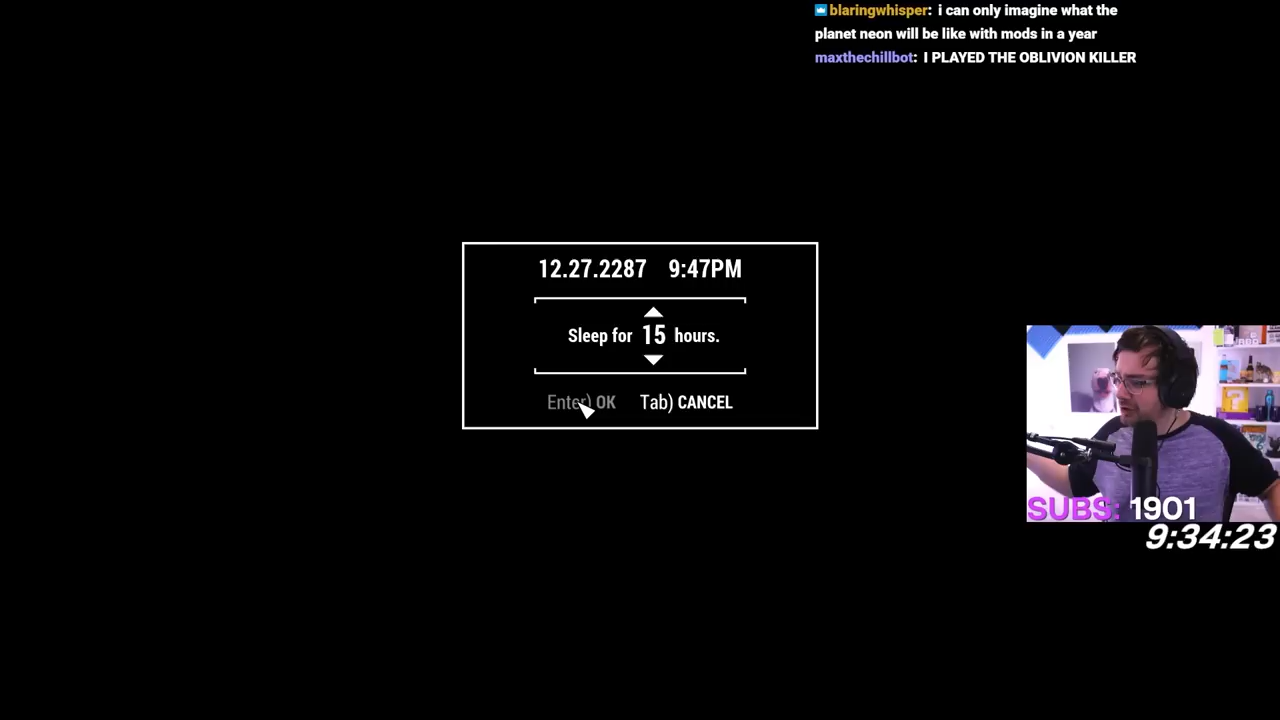 blaringwhisper: i can only imagine what the
planet neon will be like with mods in a year
maxthechillbot: I PLAYED THE OBLIVION KILLER
12.27.2287 9:47PM
Sleep for 15 hours.
Enter) OK Tab) CANCEL
SUBS: 1901
9:34:23